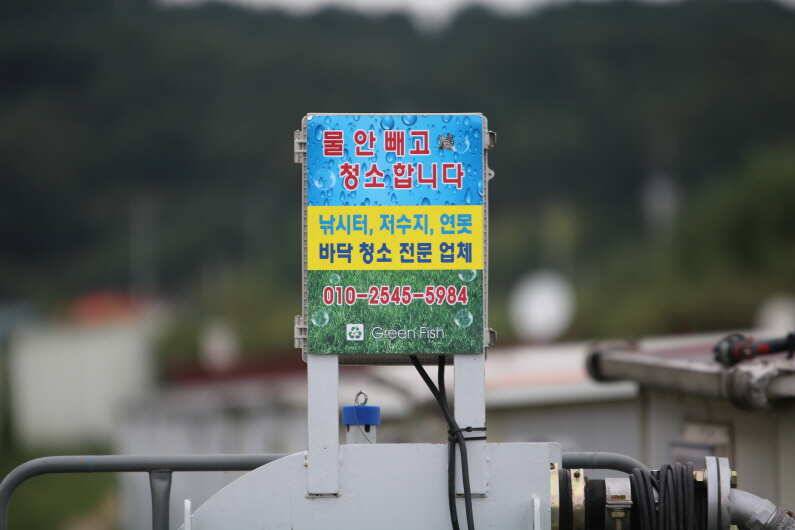 물 안 빼고
청소합니다
낚시터, 저수지, 연못
바닥 청소 전문 업체
010-2545-5984
Green Fish